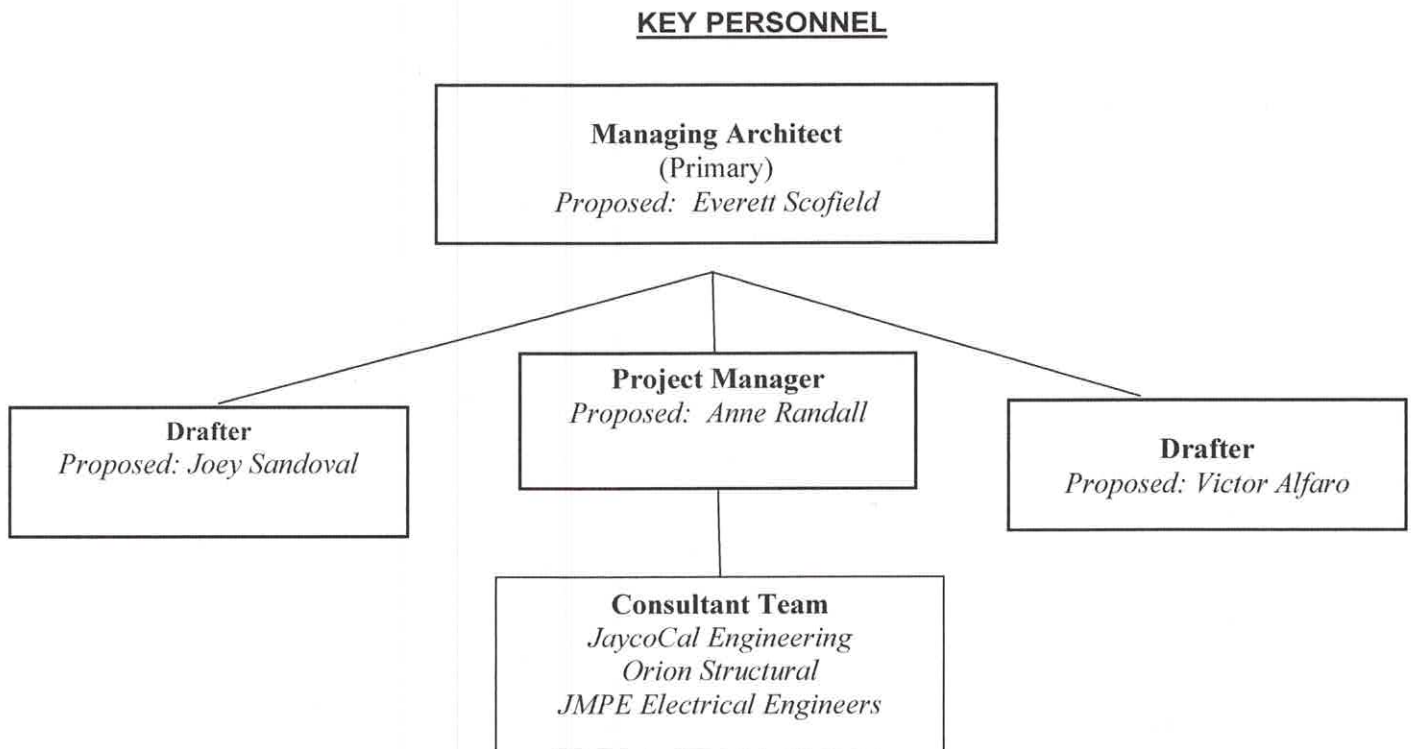 KEY PERSONNEL
Managing Architect
(Primary)
Proposed: Everett Scofield
Project Manager
Proposed: Anne Randall
Drafter
Proposed: Joey Sandoval
Drafter
Proposed: Victor Alfaro
Consultant Team
JaycoCal Engineering
Orion Structural
JMPE Electrical Engineers